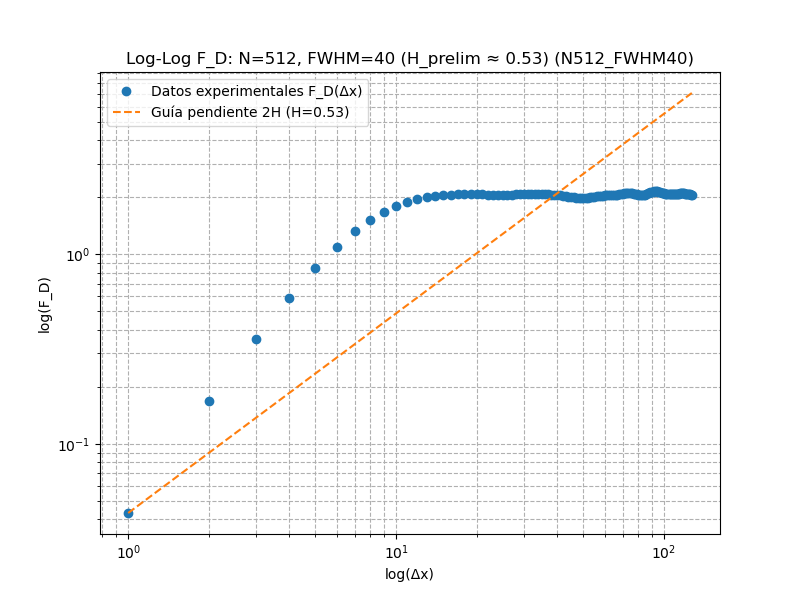 Log-Log F_D: N=512, FWHM=40 (H_prelim ≈ 0.53) (N512_FWHM40)
Datos experimentales F_D(Δx)
Guía pendiente 2H (H=0.53)
log(F_D)
10⁰
10⁻¹
10⁰
10¹
10²
log(Δx)